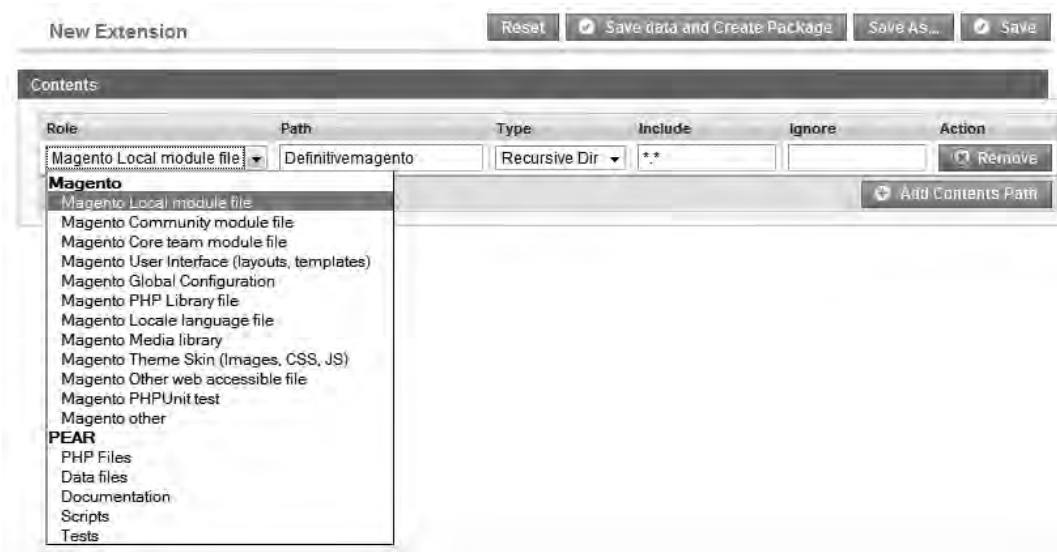 New Extension
Reset
Save data and Create Package
Save As...
Save
Contents
Role Path Type Include Ignore Action
Magento Local module file Definitivemagento Recursive Dir *.* Remove
Magento
Magento Local module file
Add Contents Path
Magento Community module file
Magento Core team module file
Magento User Interface (layouts, templates)
Magento Global Configuration
Magento PHP Library file
Magento Locale language file
Magento Media library
Magento Theme Skin (Images, CSS, JS)
Magento Other web accessible file
Magento PHPUnit test
Magento other
PEAR
PHP Files
Data files
Documentation
Scripts
Tests